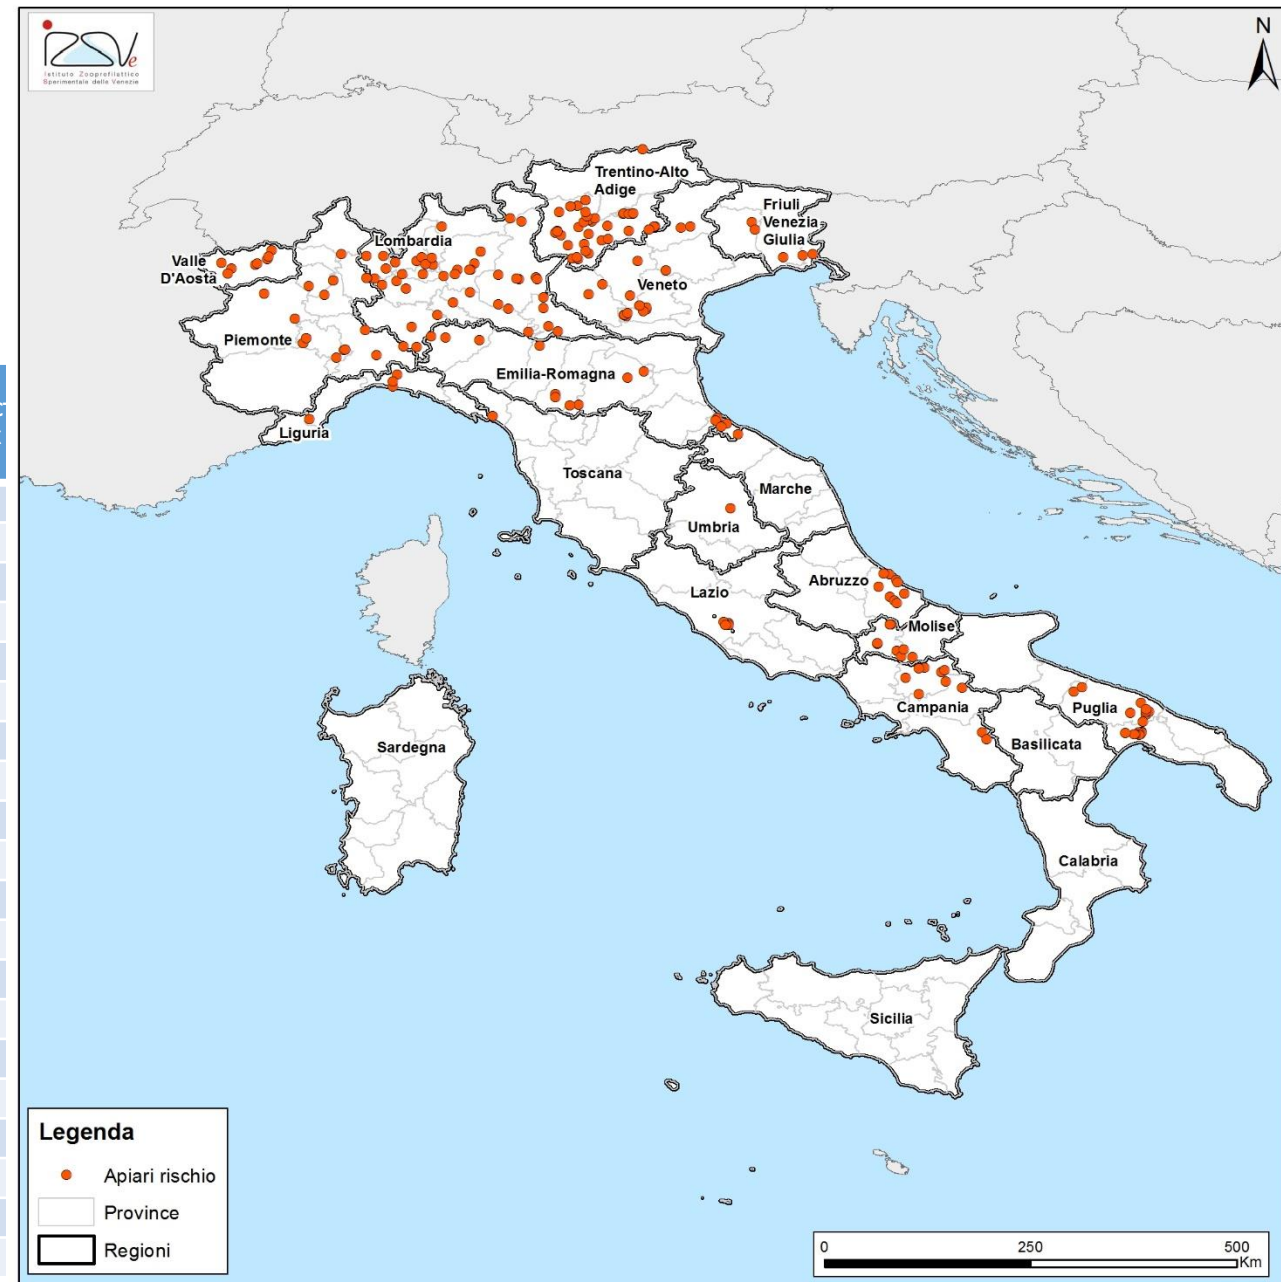 IZSVe
Istituto Zooprofilattico
Sperimentale delle Venezie
N
Trentino-Alto
Adige
Friuli
Venezia
Giulia
Lombardia
Valle
D'Aosta
Veneto
Piemonte
Emilia-Romagna
Liguria
Toscana
Marche
Umbria
Abruzzo
Lazio
Molise
Campania
Puglia
Basilicata
Sardegna
Calabria
Sicilia
Legenda
Apiari rischio
Province
Regioni
0 250 500
Km